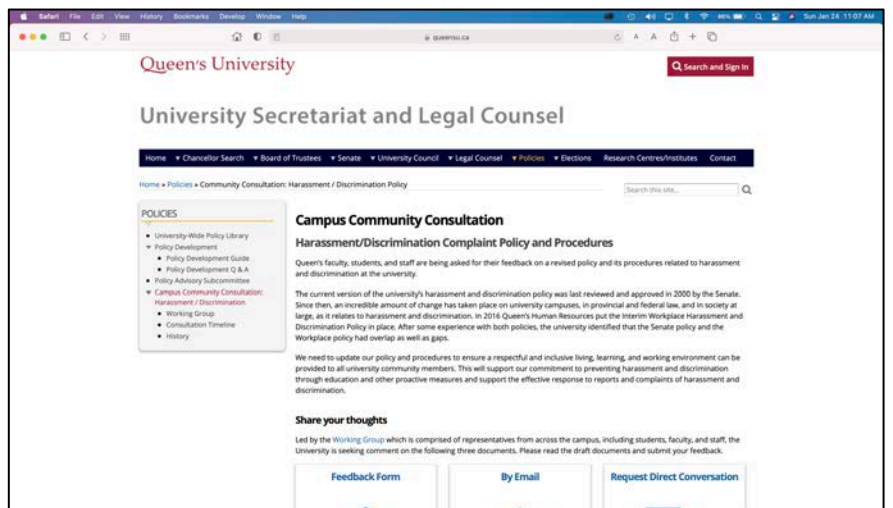 Safari File Edit View History Bookmarks Develop Window Help
Sun Jan 24 11:07 AM
queensu.ca
Queen's University
Search and Sign In
University Secretariat and Legal Counsel
Home ▾ Chancellor Search ▾ Board of Trustees ▾ Senate ▾ University Council ▾ Legal Counsel ▾ Policies ▾ Elections Research Centres/Institutes Contact
Home » Policies » Community Consultation: Harassment / Discrimination Policy
Search this site...
POLICIES
University-Wide Policy Library
Policy Development
Policy Development Guide
Policy Development Q & A
Policy Advisory Subcommittee
Campus Community Consultation:
Harassment / Discrimination
Working Group
Consultation Timeline
History
Campus Community Consultation
Harassment/Discrimination Complaint Policy and Procedures
Queen's faculty, students, and staff are being asked for their feedback on a revised policy and its procedures related to harassment
and discrimination at the university.
The current version of the university's harassment and discrimination policy was last reviewed and approved in 2000 by the Senate.
Since then, an incredible amount of change has taken place on university campuses, in provincial and federal law, and in society at
large, as it relates to harassment and discrimination. In 2016 Queen's Human Resources put the Interim Workplace Harassment and
Discrimination Policy in place. After some experience with both policies, the university identified that the Senate policy and the
Workplace policy had overlap as well as gaps.
We need to update our policy and procedures to ensure a respectful and inclusive living, learning, and working environment can be
provided to all university community members. This will support our commitment to preventing harassment and discrimination
through education and other proactive measures and support the effective response to reports and complaints of harassment and
discrimination.
Share your thoughts
Led by the Working Group which is comprised of representatives from across the campus, including students, faculty, and staff, the
University is seeking comment on the following three documents. Please read the draft documents and submit your feedback.
Feedback Form
By Email
Request Direct Conversation